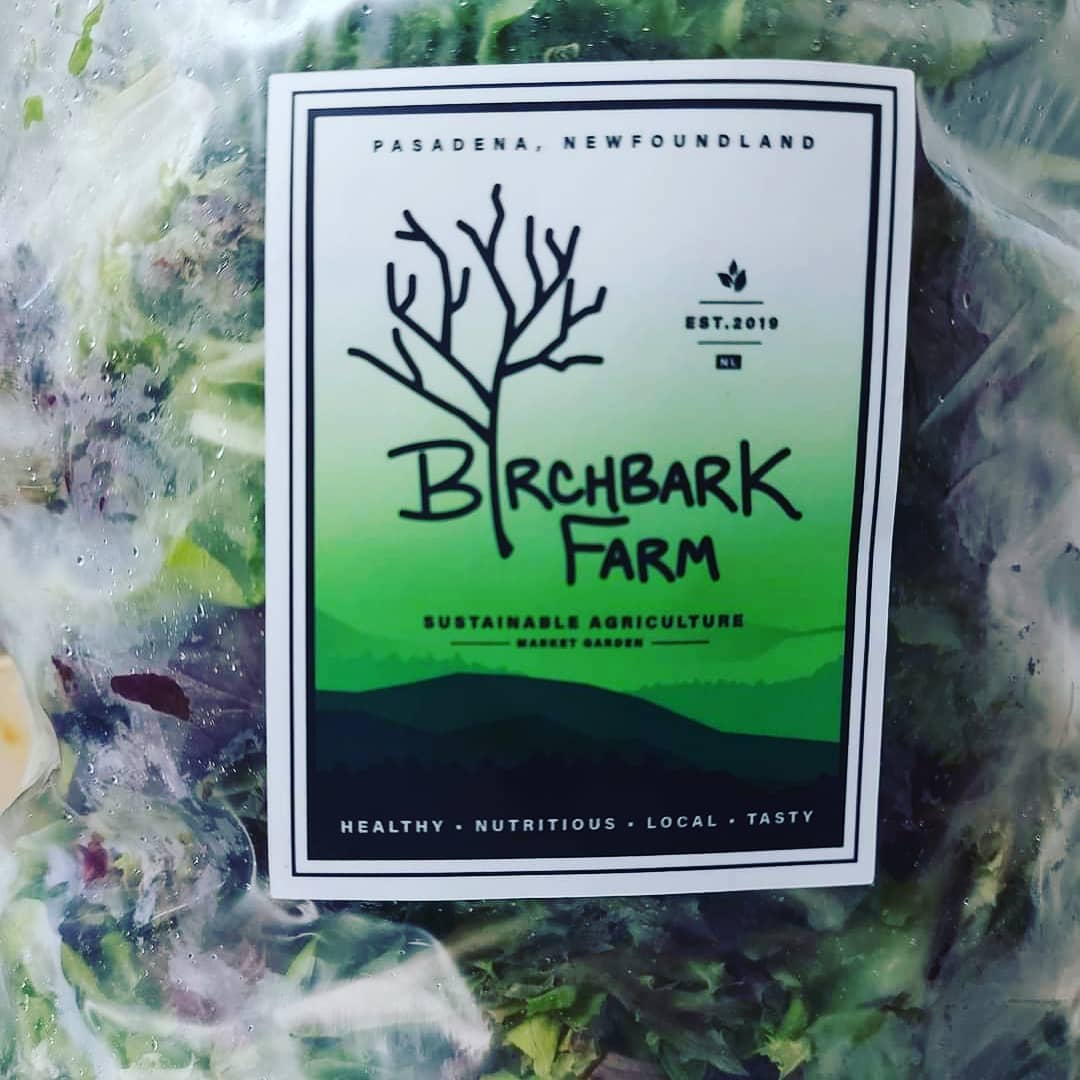 PASADENA, NEWFOUNDLAND
EST.2019
NL
BIRCHBARK
FARM
SUSTAINABLE AGRICULTURE
MARKET GARDEN
HEALTHY • NUTRITIOUS • LOCAL • TASTY